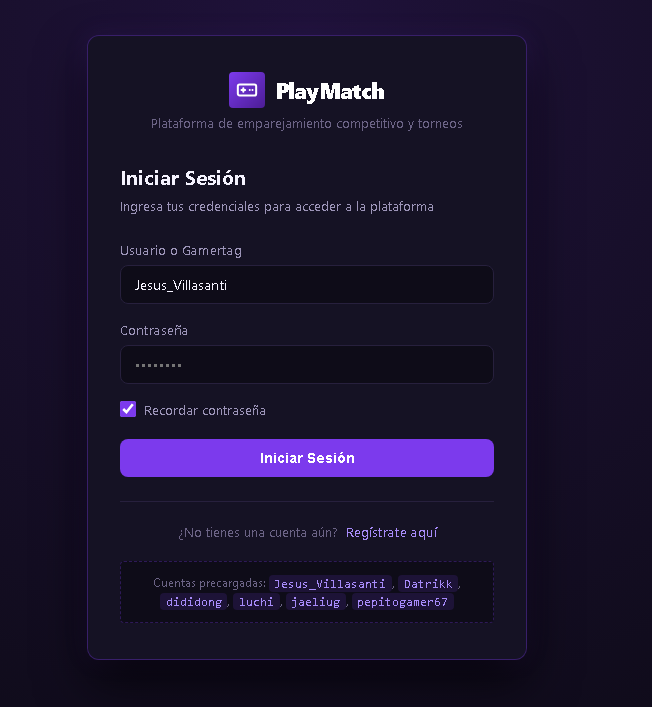 PlayMatch
Plataforma de emparejamiento competitivo y torneos
Iniciar Sesión
Ingresa tus credenciales para acceder a la plataforma
Usuario o Gamertag
Jesus_Villasanti
Contraseña
••••••••
Recordar contraseña
Iniciar Sesión
¿No tienes una cuenta aún? Regístrate aquí
Cuentas precargadas: Jesus_Villasanti, Datrikk,
dididong, luchi, jaeliug, pepitogamer67